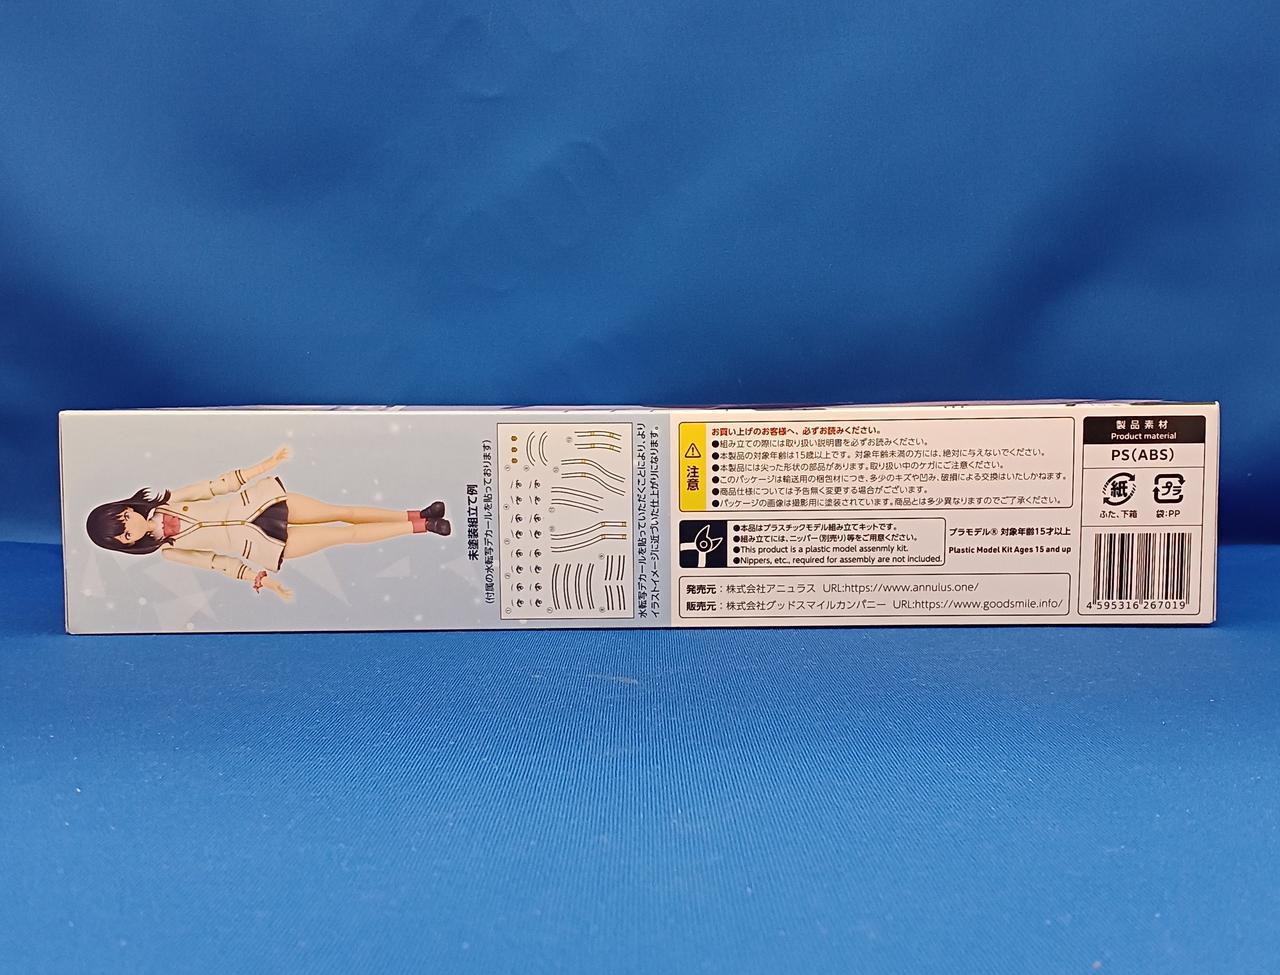 未塗装組立て例
(付属の水転写デカールを貼っております)
水転写デカールを貼っていただくことにより、より
イラストイメージに近づいた仕上がりになります。
注意
お買い上げのお客様へ、必ずお読みください。
●組み立ての際には取り扱い説明書を必ずお読みください。
●本製品の対象年齢は15歳以上です。対象年齢未満の方には、絶対に与えないでください。
●本製品には尖った形状の部品があります。取り扱い中のケガにご注意ください。
●このパッケージは輸送用の梱包材につき、多少のキズや凹み、破損による交換はいたしかねます。
●商品仕様については予告無く変更する場合がございます。
●パッケージの画像は撮影用に塗装されています。商品とは多少異なりますのでご了承ください。
●本品はプラスチックモデル組み立てキットです。
●組み立てには、ニッパー(別売り)等をご用意ください。
●This product is a plastic model assenmly kit.
●Nippers, etc., required for assembly are not included.
プラモデル® 対象年齢15才以上
Plastic Model Kit Ages 15 and up
発売元:株式会社アニュラス URL:https://www.annulus.one/
販売元:株式会社グッドスマイルカンパニー URL:https://www.goodsmile.info/
製品素材
Product material
PS(ABS)
紙
プラ
ふた、下箱
袋:PP
4 595316 267019